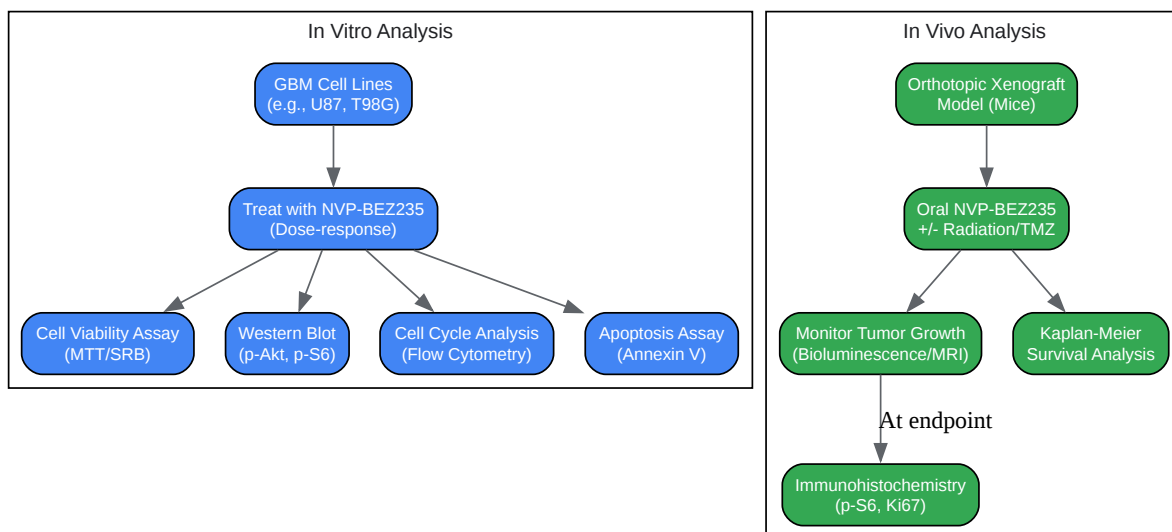 In Vitro Analysis
GBM Cell Lines
(e.g., U87, T98G)
Treat with NVP-BEZ235
(Dose-response)
Cell Viability Assay
(MTT/SRB)
Western Blot
(p-Akt, p-S6)
Cell Cycle Analysis
(Flow Cytometry)
Apoptosis Assay
(Annexin V)
In Vivo Analysis
Orthotopic Xenograft
Model (Mice)
Oral NVP-BEZ235
+/- Radiation/TMZ
Monitor Tumor Growth
(Bioluminescence/MRI)
Kaplan-Meier
Survival Analysis
At endpoint
Immunohistochemistry
(p-S6, Ki67)